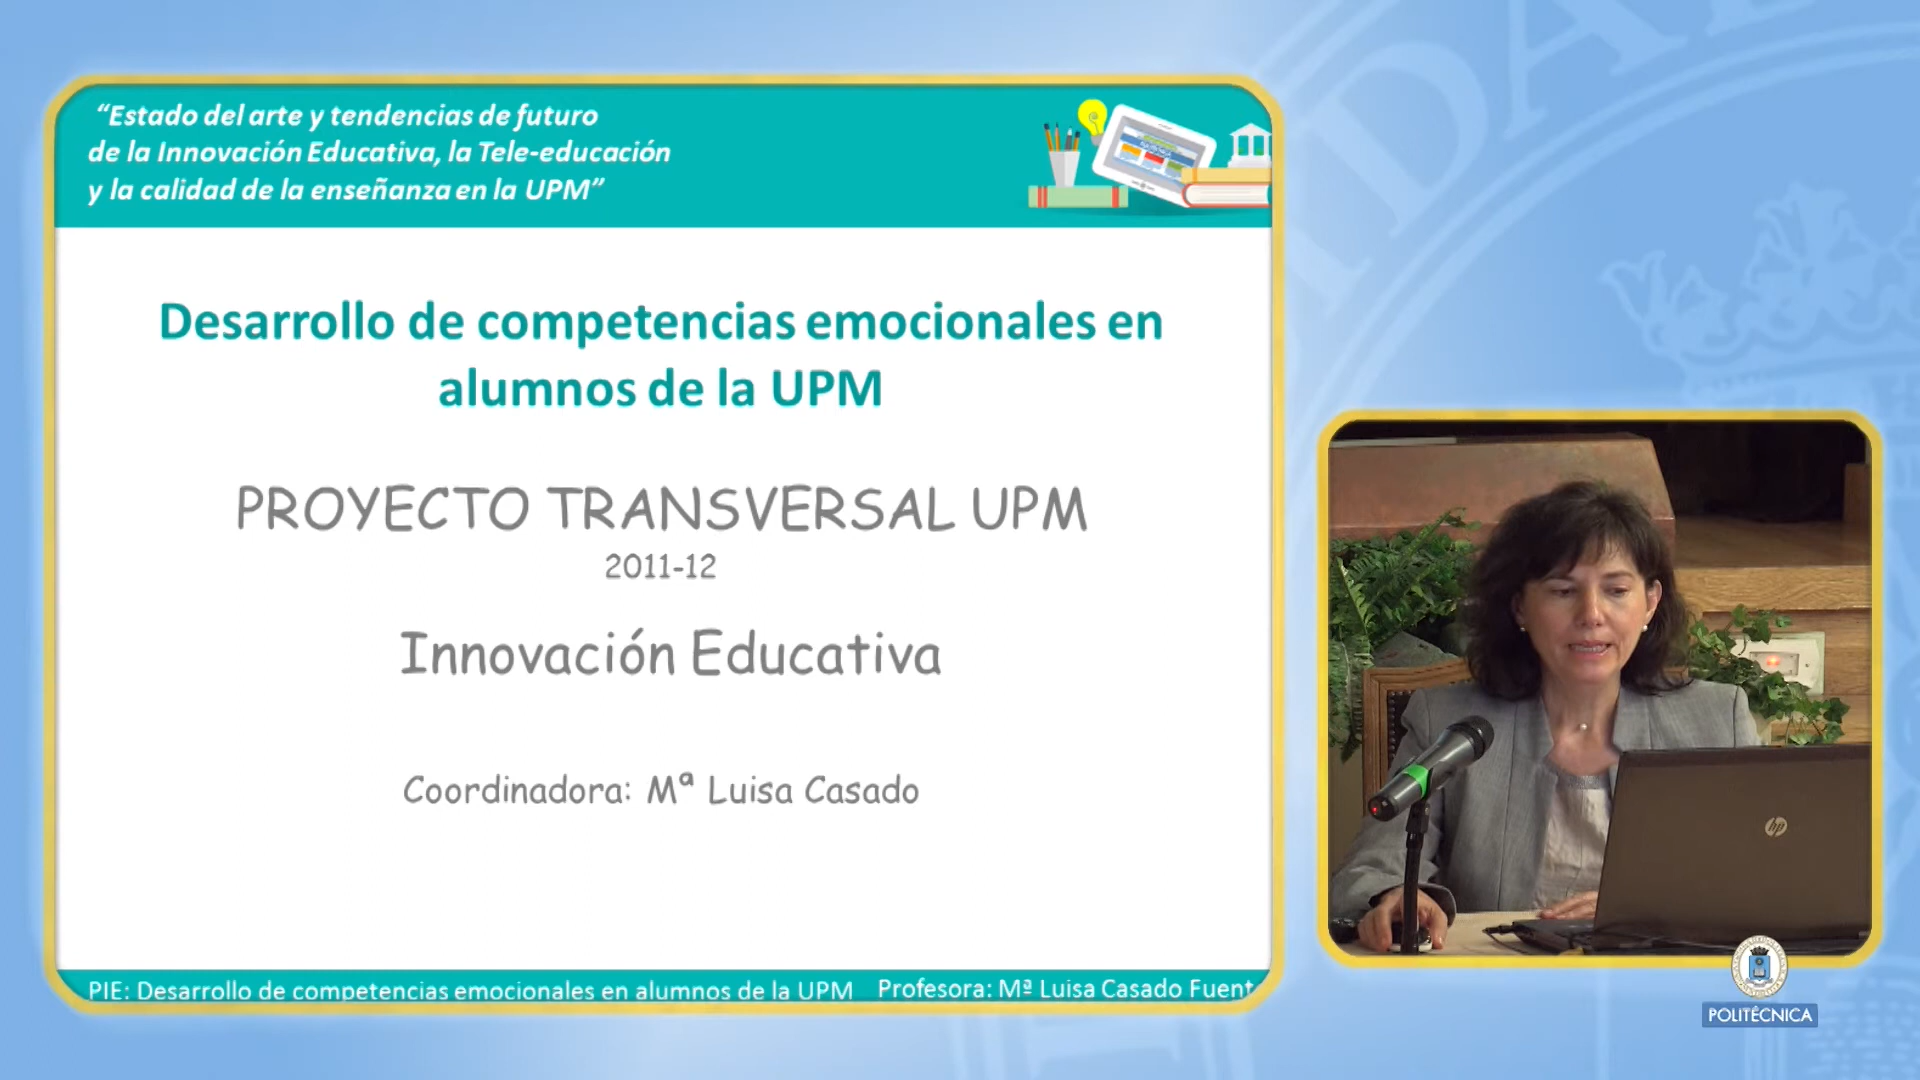 “Estado del arte y tendencias de futuro
de la Innovación Educativa, la Tele-educación
y la calidad de la enseñanza en la UPM”
Desarrollo de competencias emocionales en
alumnos de la UPM
PROYECTO TRANSVERSAL UPM
2011-12
Innovación Educativa
Coordinadora: Mª Luisa Casado
PIE: Desarrollo de competencias emocionales en alumnos de la UPM Profesora: Mª Luisa Casado Fuent
hp
POLITÉCNICA